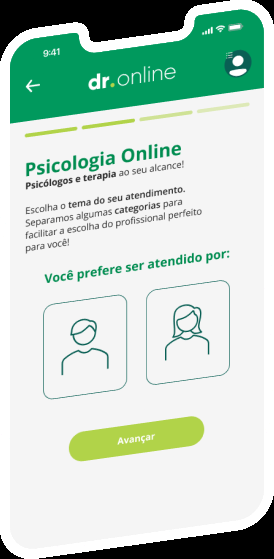 9:41
dr.online
Psicologia Online
Psicólogos e terapia ao seu alcance!
Escolha o tema do seu atendimento.
Separamos algumas categorias para
facilitar a escolha do profissional perfeito
para você!
Você prefere ser atendido por:
Avançar